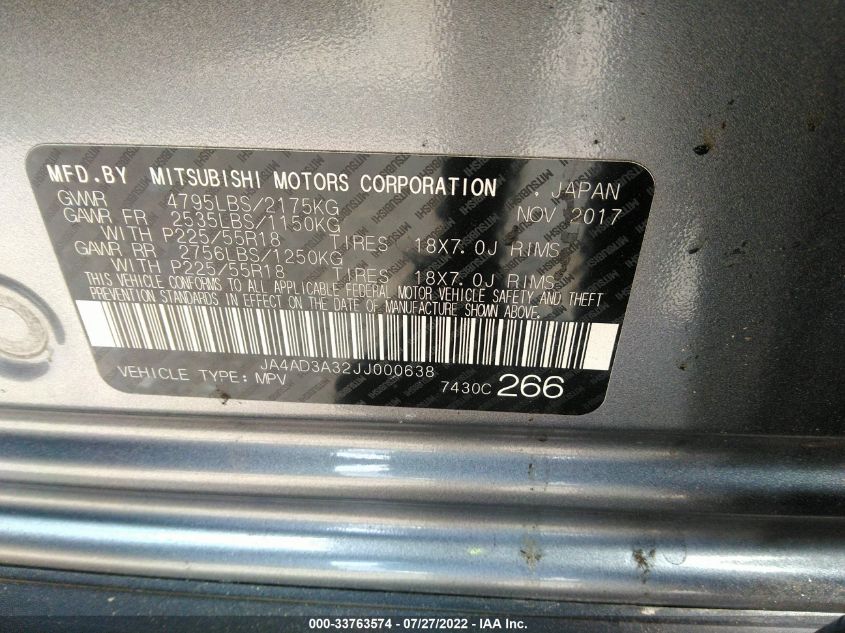 MFD.BY MITSUBISHI MOTORS CORPORATION , JAPAN
GVWR 4795LBS/2175KG NOV 2017
GAWR FR 2535LBS/1150KG
WITH P225/55R18 TIRES 18X7.0J RIMS
GAWR RR 2756LBS/1250KG
WITH P225/55R18 TIRES 18X7.0J RIMS
THIS VEHICLE CONFORMS TO ALL APPLICABLE FEDERAL MOTOR VEHICLE SAFETY AND THEFT
PREVENTION STANDARDS IN EFFECT ON THE DATE OF MANUFACTURE SHOWN ABOVE.
JA4AD3A32JJ000638
VEHICLE TYPE: MPV 7430C 266
000-33763574 / 07/27/2022 - IAA Inc.